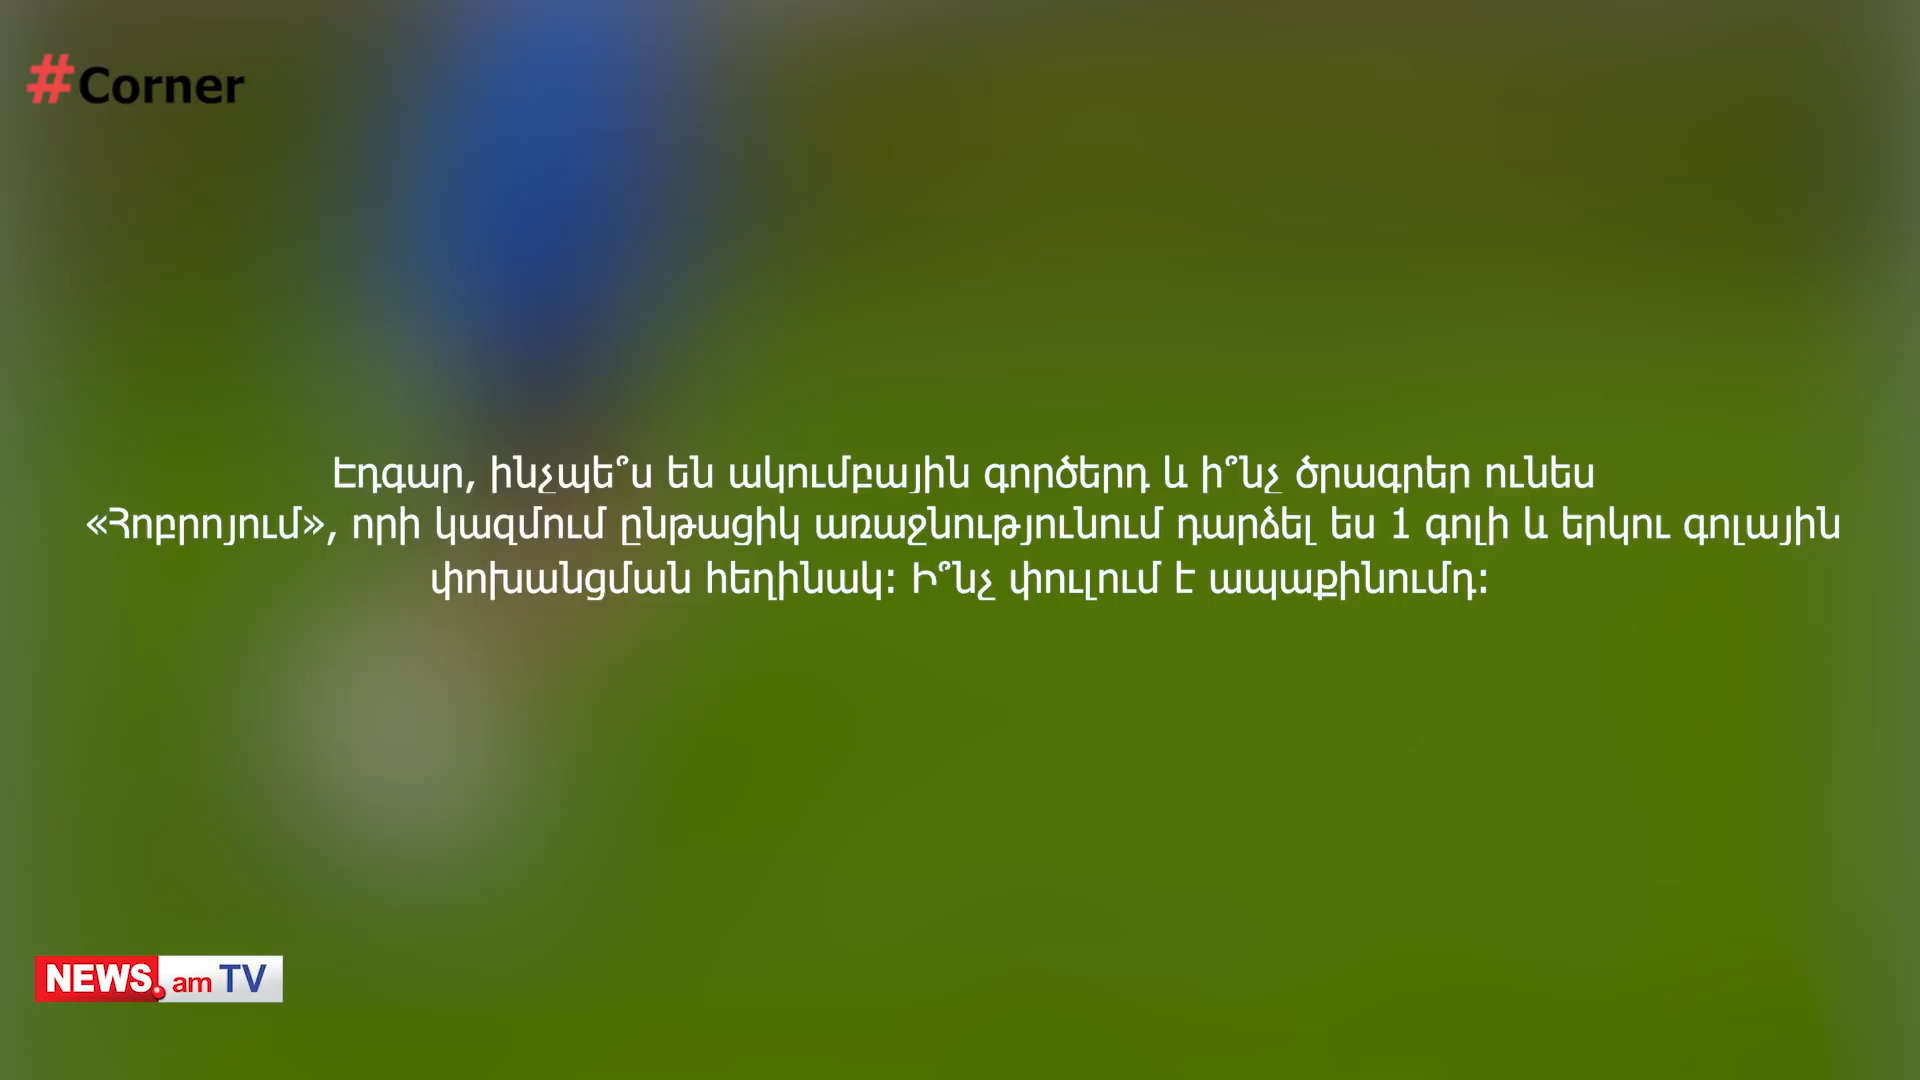 #Corner
Էդգար, ինչպե՞ս են ակումբային գործերդ և ի՞նչ ծրագրեր ունես
«Հոբրոյում», որի կազմում ընթացիկ առաջնությունում դարձել ես 1 գոլի և երկու գոլային
փոխանցման հեղինակ: Ի՞նչ փուլում է ապաքինումդ:
NEWS.am TV